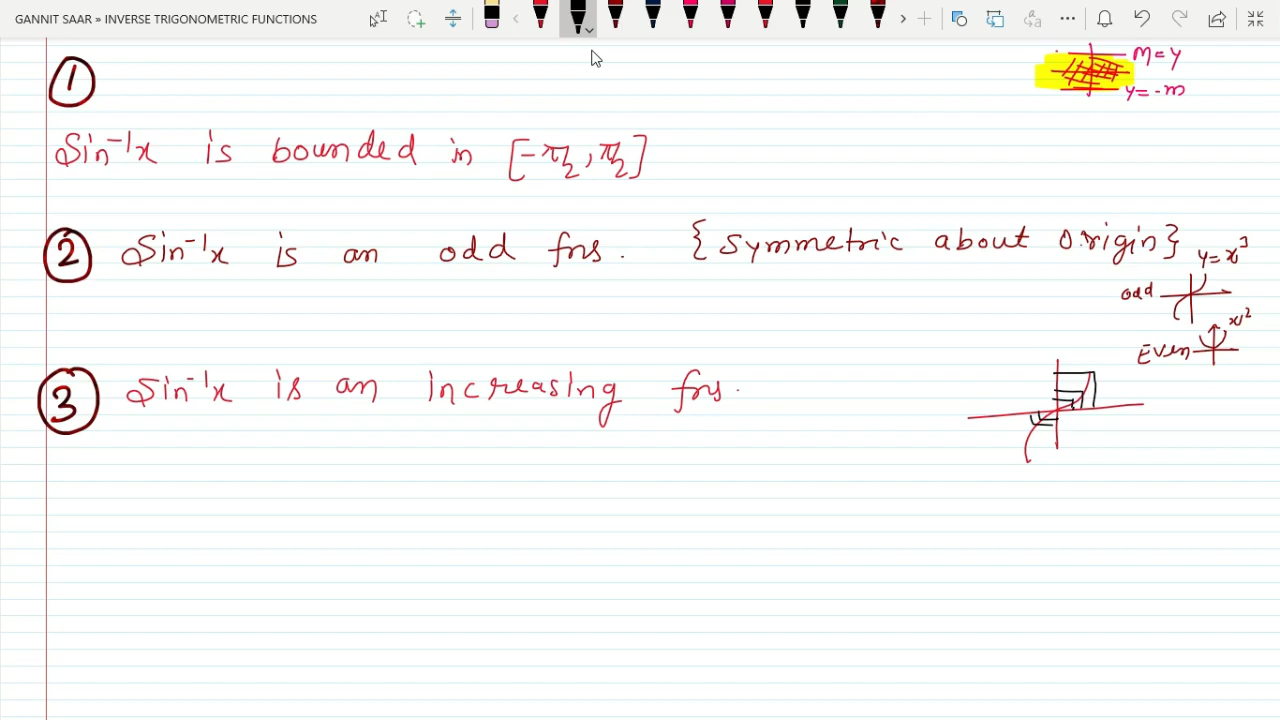 GANNIT SAAR » INVERSE TRIGONOMETRIC FUNCTIONS
M = y
y = -m
1
Sin⁻¹x is bounded in [-π/2, π/2]
2 Sin⁻¹x is an odd fns. {Symmetric about origin}
y = x³
odd
x²
Even
3 Sin⁻¹x is an increasing fns.